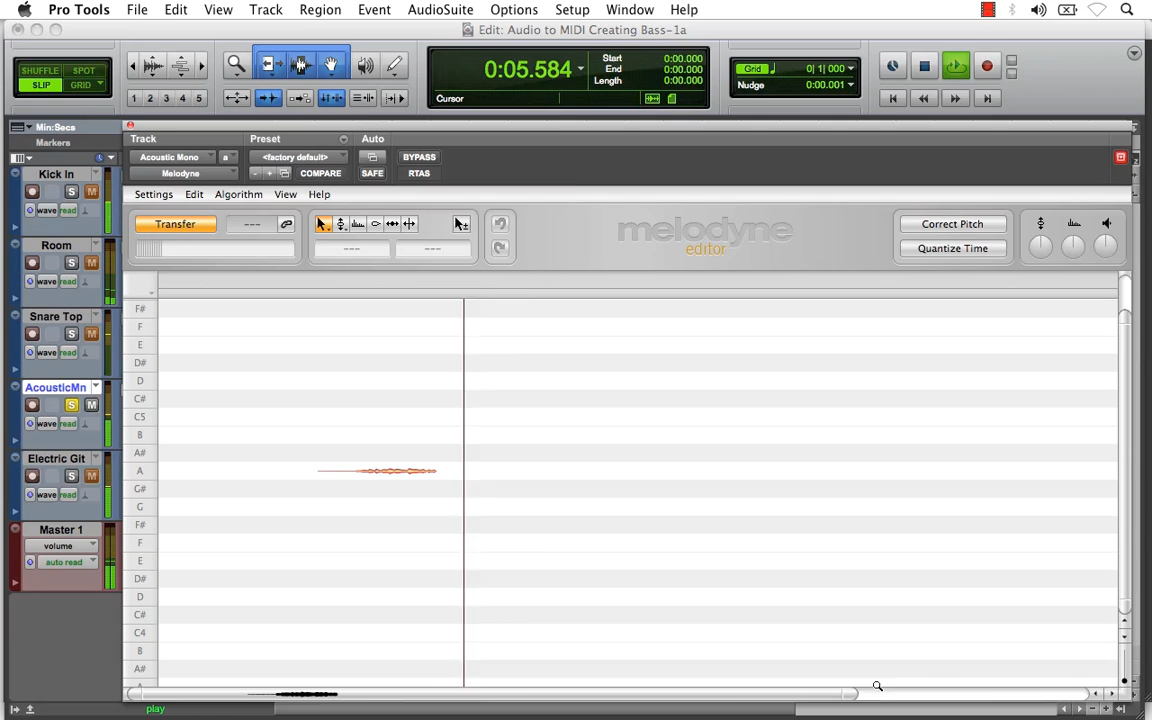 Pro Tools File Edit View Track Region Event AudioSuite Options Setup Window Help
Edit: Audio to MIDI Creating Bass-1a
SHUFFLE SPOT
SLIP GRID
1 2 3 4 5
0:05.584
Start 0:00.000
End 0:00.000
Length 0:00.000
Cursor
Grid 0| 1| 000
Nudge 0:00.001
Min:Secs
Markers
Kick In
S M
wave read
Room
S M
wave read
Snare Top
S M
wave read
AcousticMn
S M
wave read
Electric Git
S M
wave read
Master 1
volume
auto read
Track Preset Auto
Acoustic Mono a <factory default> BYPASS
Melodyne - + COMPARE SAFE RTAS
Settings Edit Algorithm View Help
Transfer --- melodyne Correct Pitch
--- --- editor Quantize Time
F#
F
E
D#
D
C#
C5
B
A#
A
G#
G
F#
F
E
D#
D
C#
C4
B
A#
play